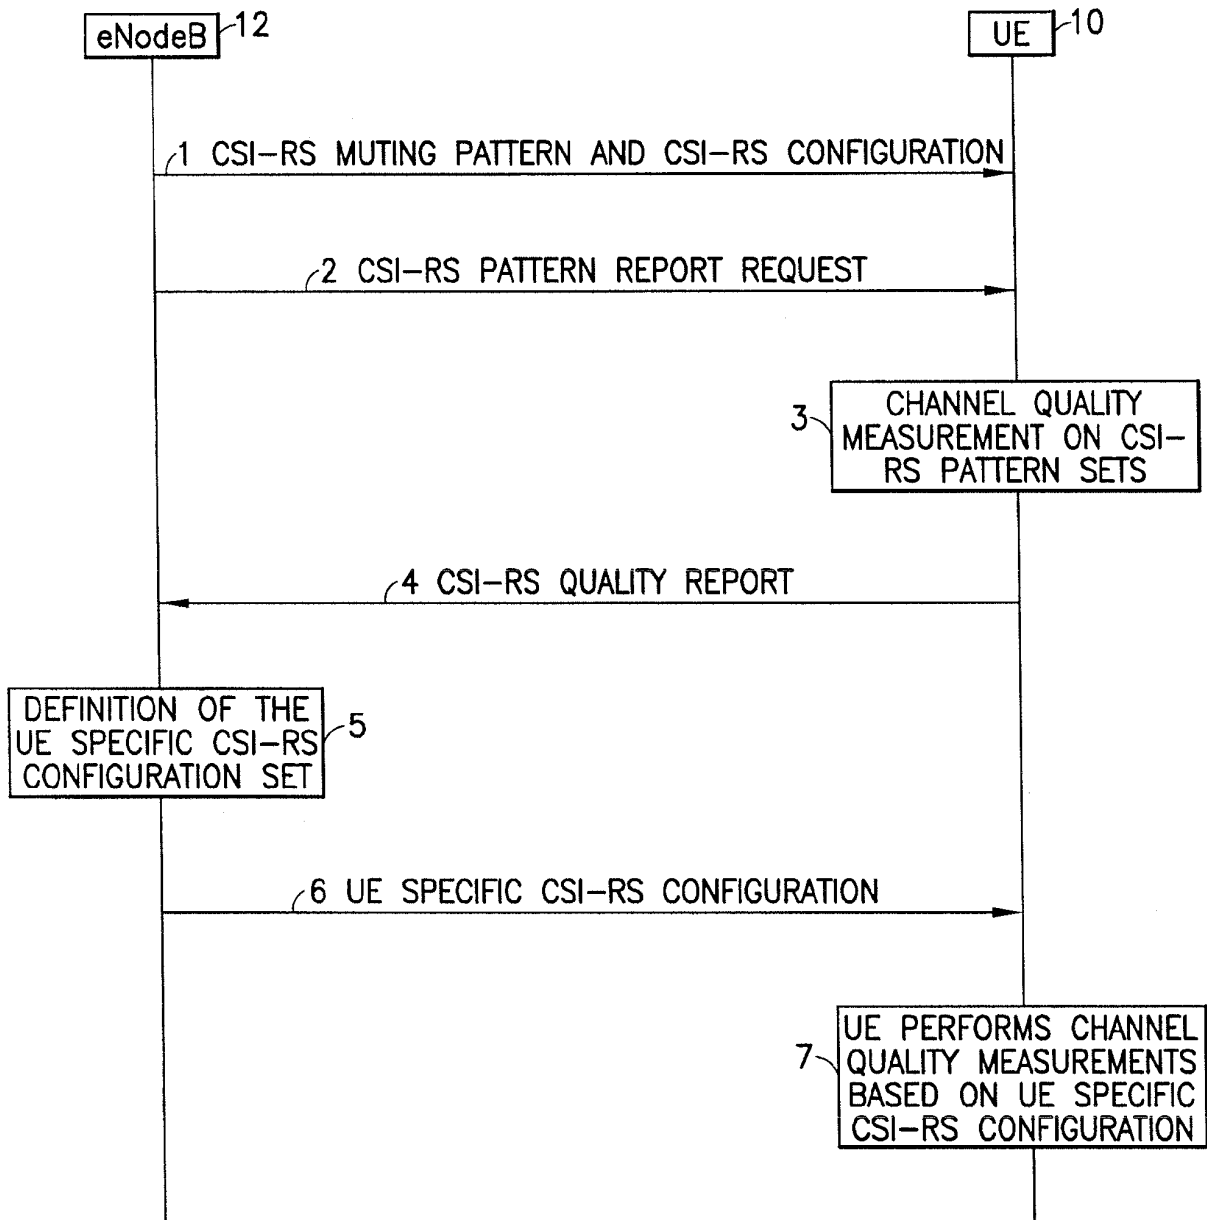 eNodeB 12
UE 10
1 CSI-RS MUTING PATTERN AND CSI-RS CONFIGURATION
2 CSI-RS PATTERN REPORT REQUEST
3
CHANNEL QUALITY
MEASUREMENT ON CSI-
RS PATTERN SETS
4 CSI-RS QUALITY REPORT
DEFINITION OF THE
UE SPECIFIC CSI-RS
CONFIGURATION SET
5
6 UE SPECIFIC CSI-RS CONFIGURATION
7
UE PERFORMS CHANNEL
QUALITY MEASUREMENTS
BASED ON UE SPECIFIC
CSI-RS CONFIGURATION